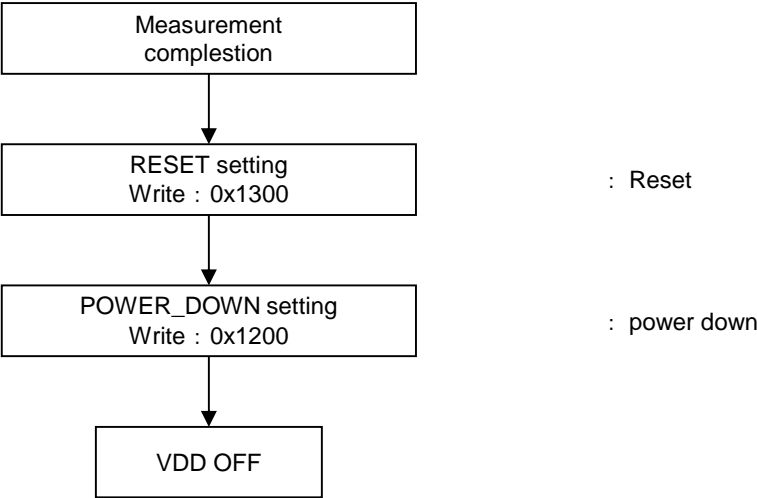 Measurement
complestion
RESET setting
Write：0x1300
： Reset
POWER_DOWN setting
Write：0x1200
： power down
VDD OFF